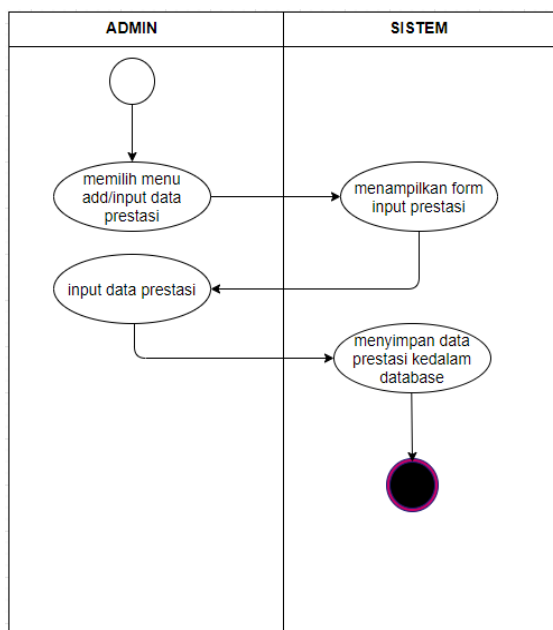 ADMIN
SISTEM
memilih menu
add/input data
prestasi
menampilkan form
input prestasi
input data prestasi
menyimpan data
prestasi kedalam
database